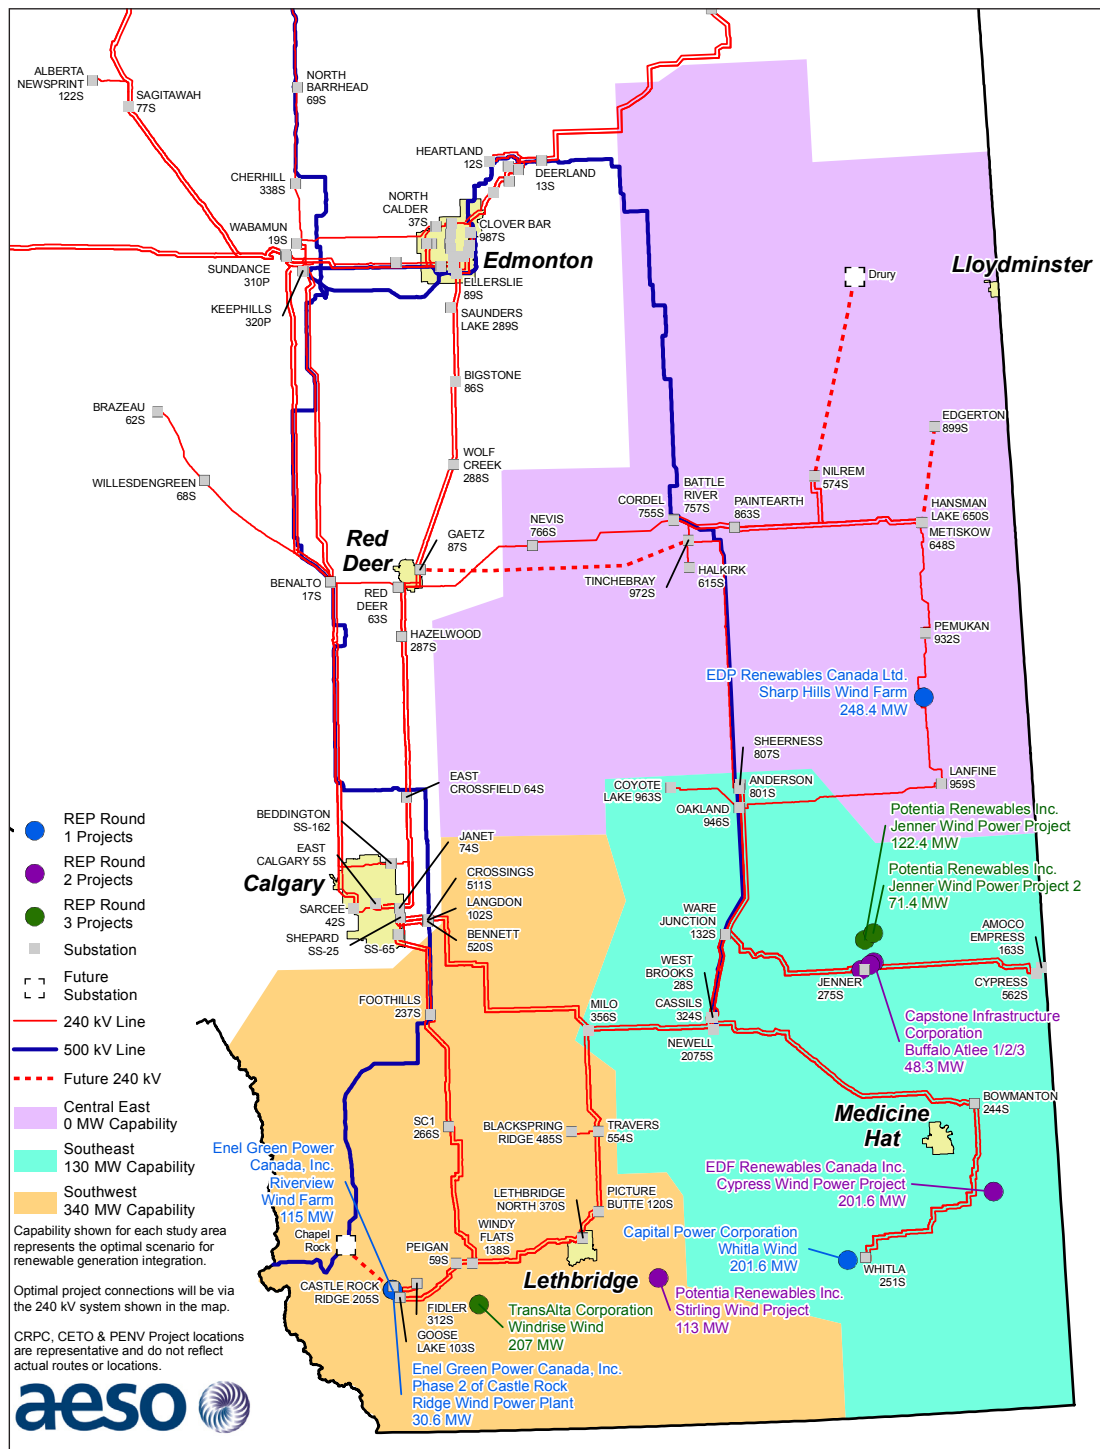 ALBERTA
NEWSPRINT
122S
SAGITAWAH
77S
NORTH
BARRHEAD
69S
HEARTLAND
12S
DEERLAND
13S
CHERHILL
338S
NORTH
CALDER
37S
CLOVER BAR
987S
WABAMUN
19S
SUNDANCE
310P
Edmonton
ELLERSLIE
89S
KEEPHILLS
320P
SAUNDERS
LAKE 289S
Drury
Lloydminster
BIGSTONE
86S
BRAZEAU
62S
EDGERTON
899S
WILLESDENGREEN
68S
WOLF
CREEK
288S
NILREM
574S
BATTLE
RIVER
757S
CORDEL
755S
PAINTEARTH
863S
HANSMAN
LAKE 650S
METISKOW
648S
NEVIS
766S
GAETZ
87S
Red
Deer
TINCHEBRAY
972S
HALKIRK
615S
BENALTO
17S
RED
DEER
63S
HAZELWOOD
287S
PEMUKAN
932S
EDP Renewables Canada Ltd.
Sharp Hills Wind Farm
248.4 MW
SHEERNESS
807S
EAST
CROSSFIELD 64S
COYOTE
LAKE 963S
ANDERSON
801S
OAKLAND
946S
LANFINE
959S
BEDDINGTON
SS-162
JANET
74S
EAST
CALGARY 5S
Potentia Renewables Inc.
Jenner Wind Power Project
122.4 MW
Calgary
CROSSINGS
511S
Potentia Renewables Inc.
Jenner Wind Power Project 2
71.4 MW
SARCEE
42S
LANGDON
102S
SHEPARD
SS-25
SS-65
BENNETT
520S
WARE
JUNCTION
132S
AMOCO
EMPRESS
163S
WEST
BROOKS
28S
JENNER
275S
CYPRESS
562S
FOOTHILLS
237S
MILO
356S
CASSILS
324S
NEWELL
2075S
Capstone Infrastructure
Corporation
Buffalo Atlee 1/2/3
48.3 MW
REP Round
1 Projects
REP Round
2 Projects
REP Round
3 Projects
Substation
Future
Substation
240 kV Line
500 kV Line
Future 240 kV
Central East
0 MW Capability
Southeast
130 MW Capability
Southwest
340 MW Capability
BOWMANTON
244S
SC1
266S
BLACKSPRING
RIDGE 485S
TRAVERS
554S
Medicine
Hat
Enel Green Power
Canada, Inc.
Riverview
Wind Farm
115 MW
EDF Renewables Canada Inc.
Cypress Wind Power Project
201.6 MW
LETHBRIDGE
NORTH 370S
PICTURE
BUTTE 120S
Chapel
Rock
WINDY
FLATS
138S
PEIGAN
59S
Capital Power Corporation
Whitla Wind
201.6 MW
WHITLA
251S
Lethbridge
CASTLE ROCK
RIDGE 205S
FIDLER
312S
GOOSE
LAKE 103S
TransAlta Corporation
Windrise Wind
207 MW
Potentia Renewables Inc.
Stirling Wind Project
113 MW
Enel Green Power Canada, Inc.
Phase 2 of Castle Rock
Ridge Wind Power Plant
30.6 MW
Capability shown for each study area
represents the optimal scenario for
renewable generation integration.
Optimal project connections will be via
the 240 kV system shown in the map.
CRPC, CETO & PENV Project locations
are representative and do not reflect
actual routes or locations.
aeso